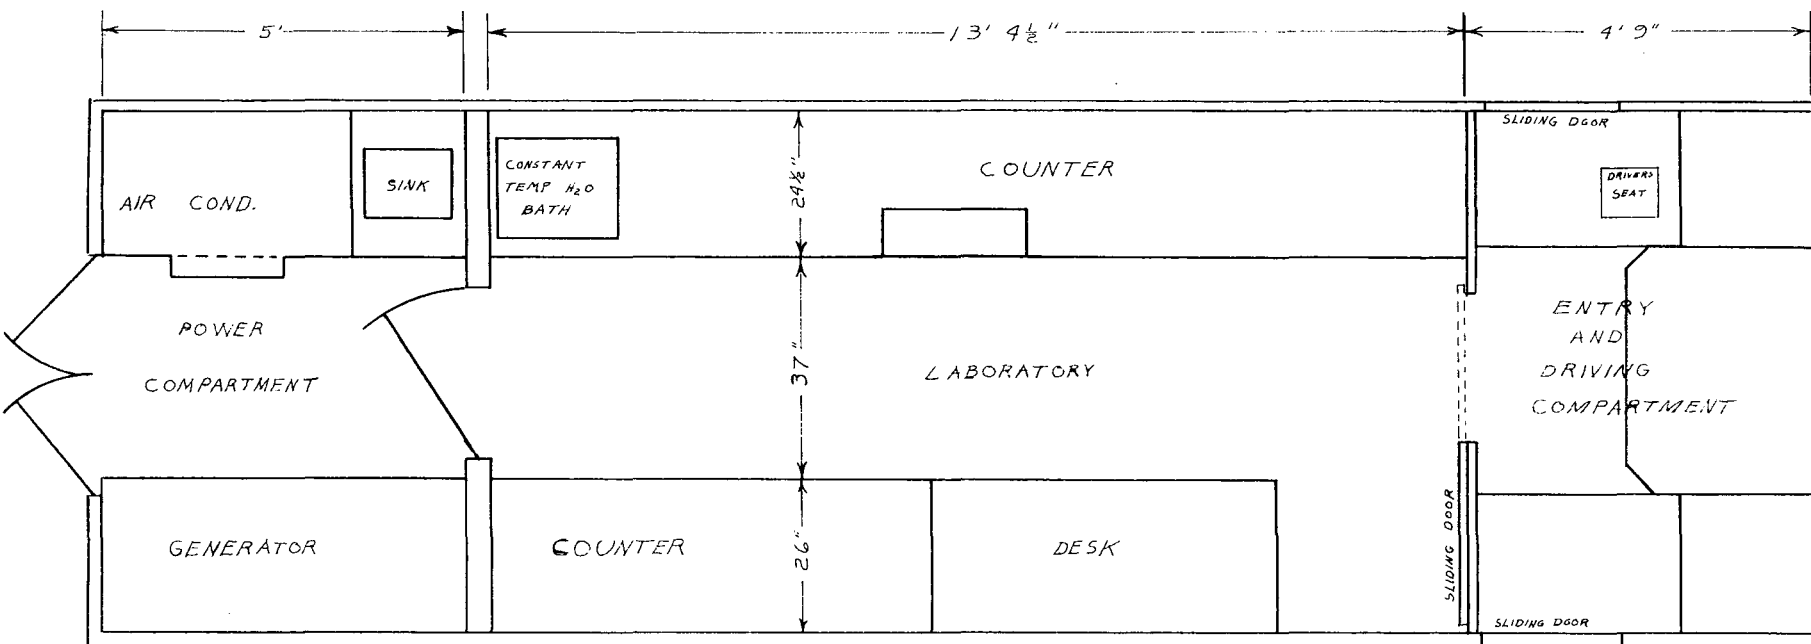 5'
13' 4½"
4' 9"
SLIDING DOOR
CONSTANT
TEMP H₂O
BATH
COUNTER
24½"
SINK
DRIVERS
SEAT
AIR COND.
POWER
COMPARTMENT
37"
LABORATORY
ENTRY
AND
DRIVING
COMPARTMENT
GENERATOR
COUNTER
26"
DESK
SLIDING DOOR
SLIDING DOOR